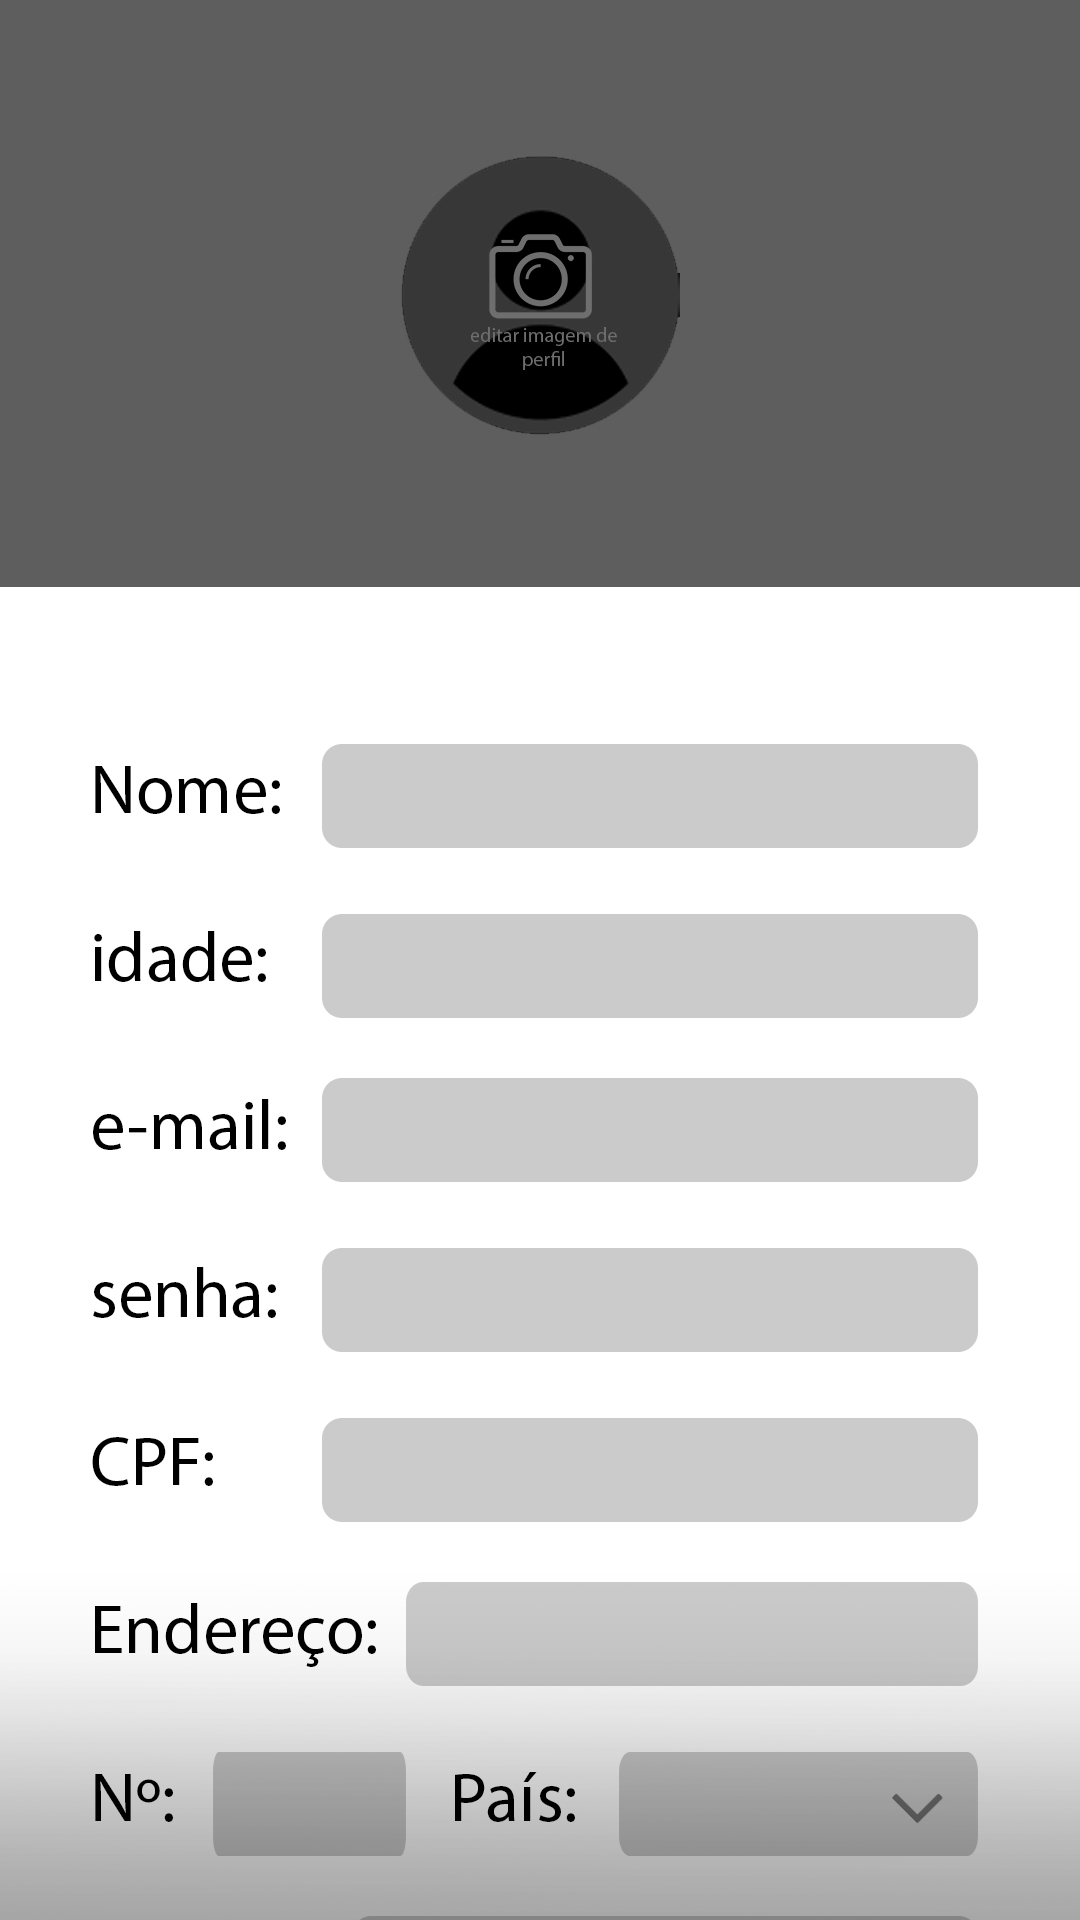 editar imagem de
perfil
Nome:
idade:
e-mail:
senha:
CPF:
Endereço:
Nº: País: